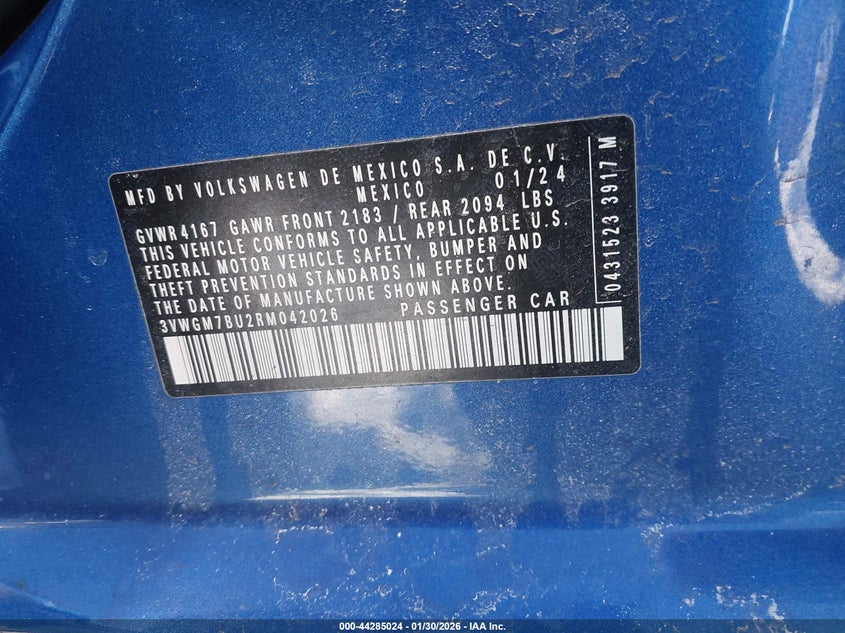 MFD BY VOLKSWAGEN DE MEXICO S.A. DE C.V.
MEXICO 01/24
GVWR 4167 GAWR FRONT 2183 / REAR 2094 LBS
THIS VEHICLE CONFORMS TO ALL APPLICABLE U.S.
FEDERAL MOTOR VEHICLE SAFETY, BUMPER AND
THEFT PREVENTION STANDARDS IN EFFECT ON
THE DATE OF MANUFACTURE SHOWN ABOVE.
3VWGM7BU2RM042026 PASSENGER CAR
0431523 3917 M
000-44285024 - 01/30/2026 - IAA Inc.